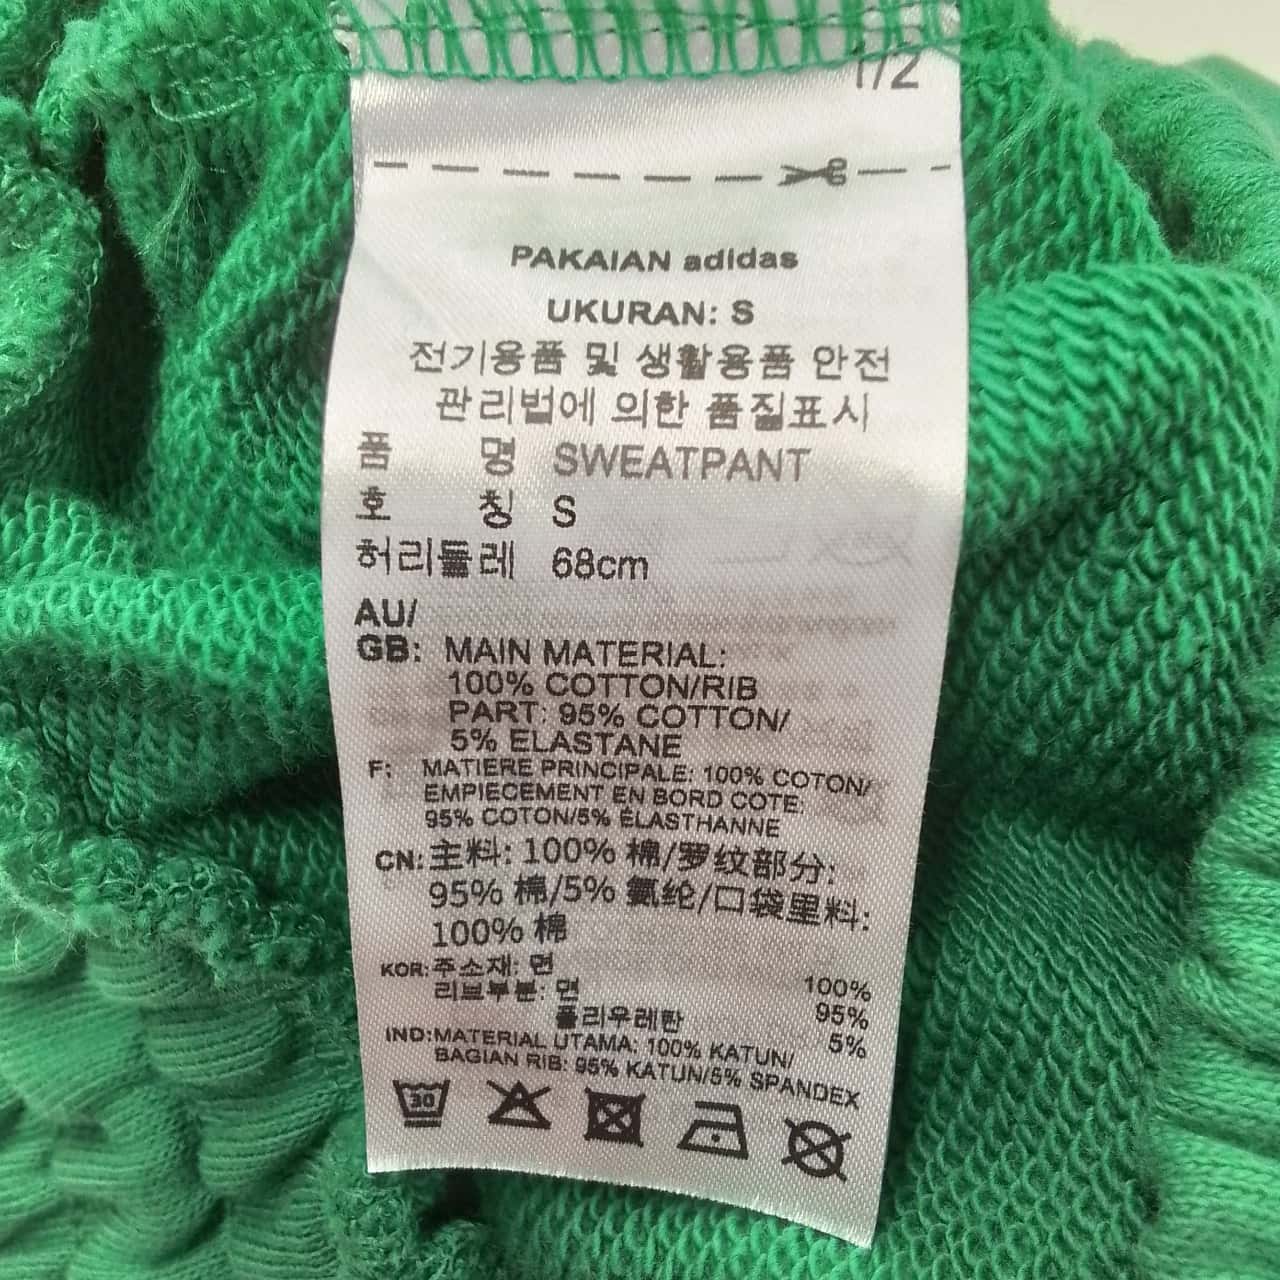 1/2
PAKAIAN adidas
UKURAN: S
전기용품 및 생활용품 안전
관리법에 의한 품질표시
품 명 SWEATPANT
호 칭 S
허리둘레 68cm
AU/
GB: MAIN MATERIAL:
100% COTTON/RIB
PART: 95% COTTON/
5% ELASTANE
F: MATIERE PRINCIPALE: 100% COTON/
EMPIECEMENT EN BORD COTE:
95% COTON/5% ÉLASTHANNE
CN: 主料: 100% 棉/罗纹部分:
95% 棉/5% 氨纶/口袋里料:
100% 棉
KOR: 주소재: 면 100%
리브부분: 면 95%
폴리우레탄 5%
IND: MATERIAL UTAMA: 100% KATUN/
BAGIAN RIB: 95% KATUN/5% SPANDEX
30